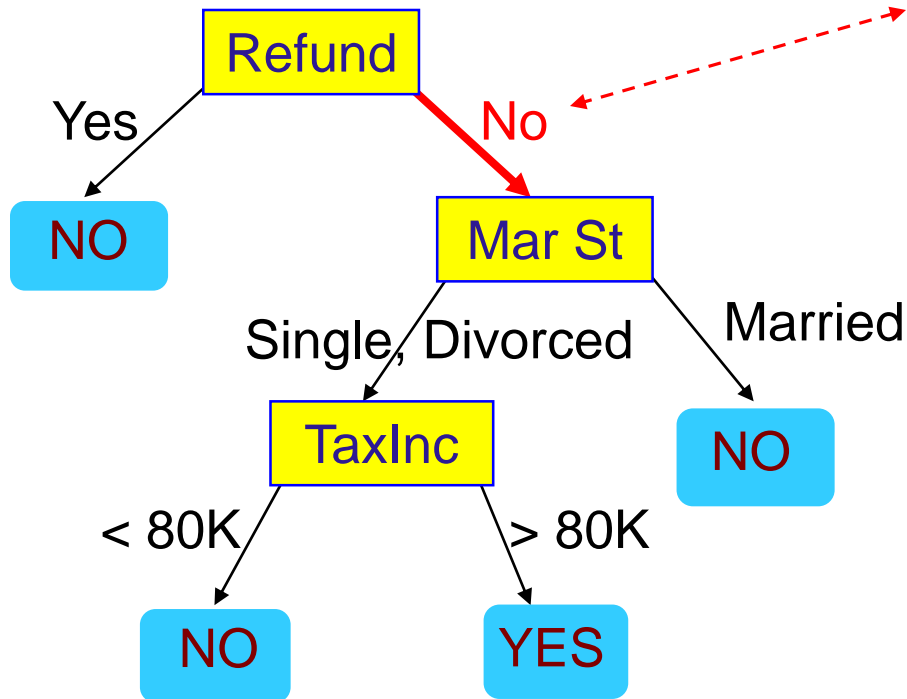 Refund
Yes
No
NO
Mar St
Single, Divorced
Married
TaxInc
NO
< 80K
> 80K
NO
YES